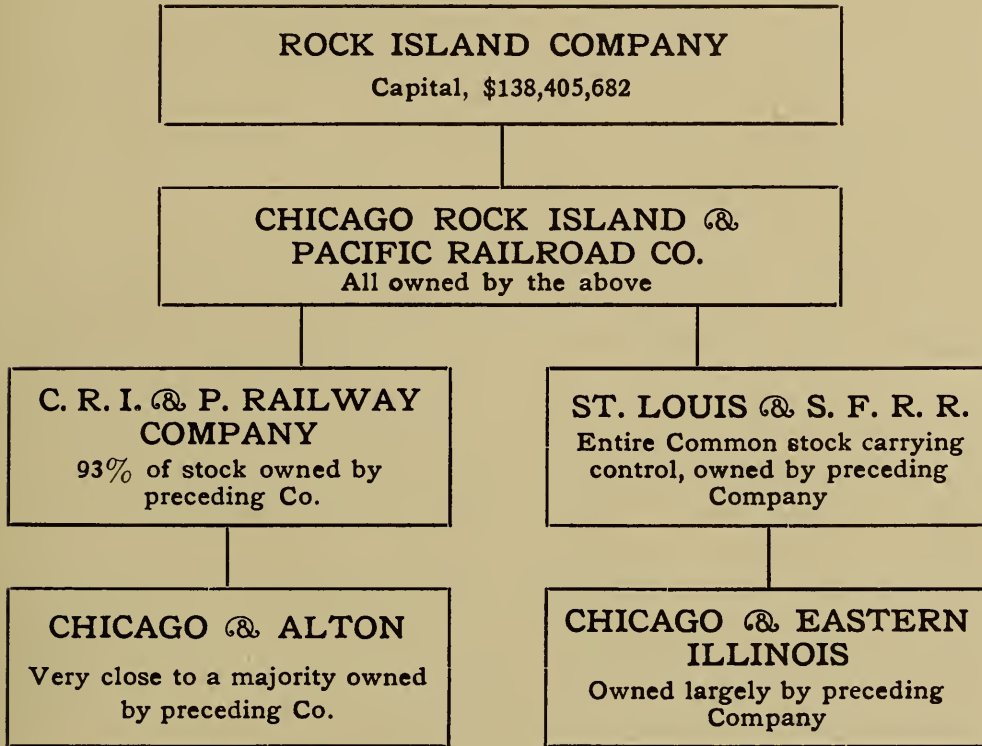 ROCK ISLAND COMPANY
Capital, $138,405,682
CHICAGO ROCK ISLAND &
PACIFIC RAILROAD CO.
All owned by the above
C. R. I. & P. RAILWAY
COMPANY
93% of stock owned by
preceding Co.
ST. LOUIS & S. F. R. R.
Entire Common stock carrying
control, owned by preceding
Company
CHICAGO & ALTON
Very close to a majority owned
by preceding Co.
CHICAGO & EASTERN
ILLINOIS
Owned largely by preceding
Company